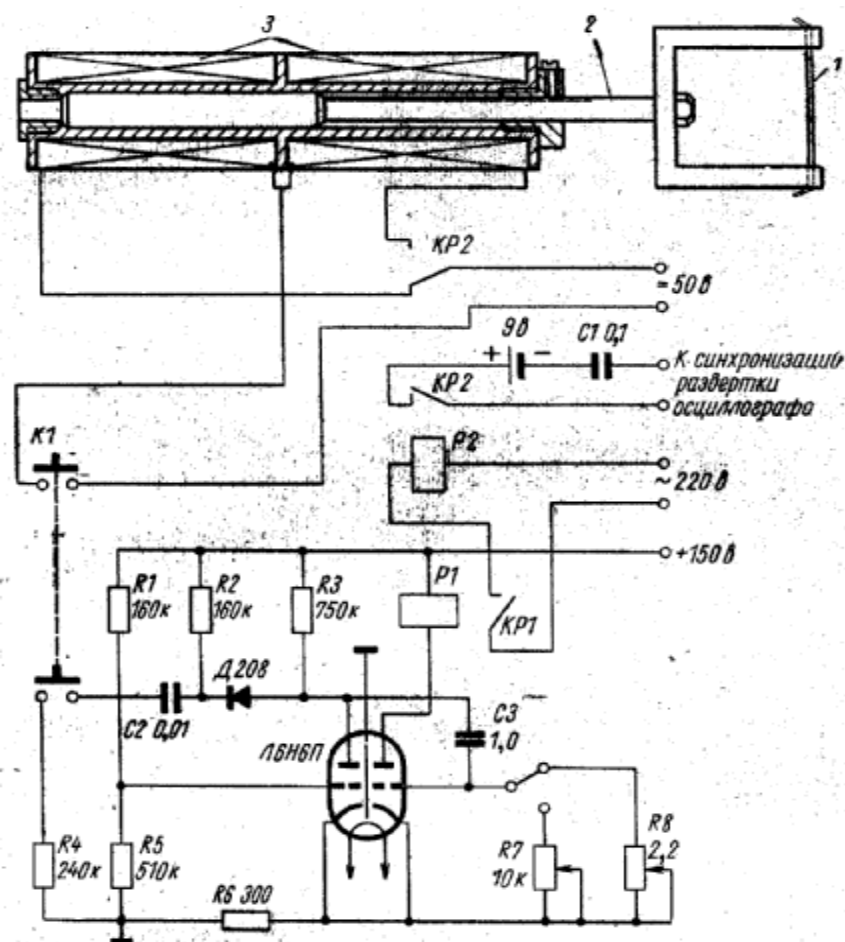 3
2
1
КР2
= 50 в
9в
С1 0,1
+
−
К синхронизации
развертки
осциллографа
КР2
К1
Р2
~ 220 в
+150 в
R1
160к
R2
160к
R3
750к
Р1
КР1
Д208
С2 0,01
Л6Н6П
С3
1,0
R4
240к
R5
510к
R6 300
R7
10к
R8
2,2